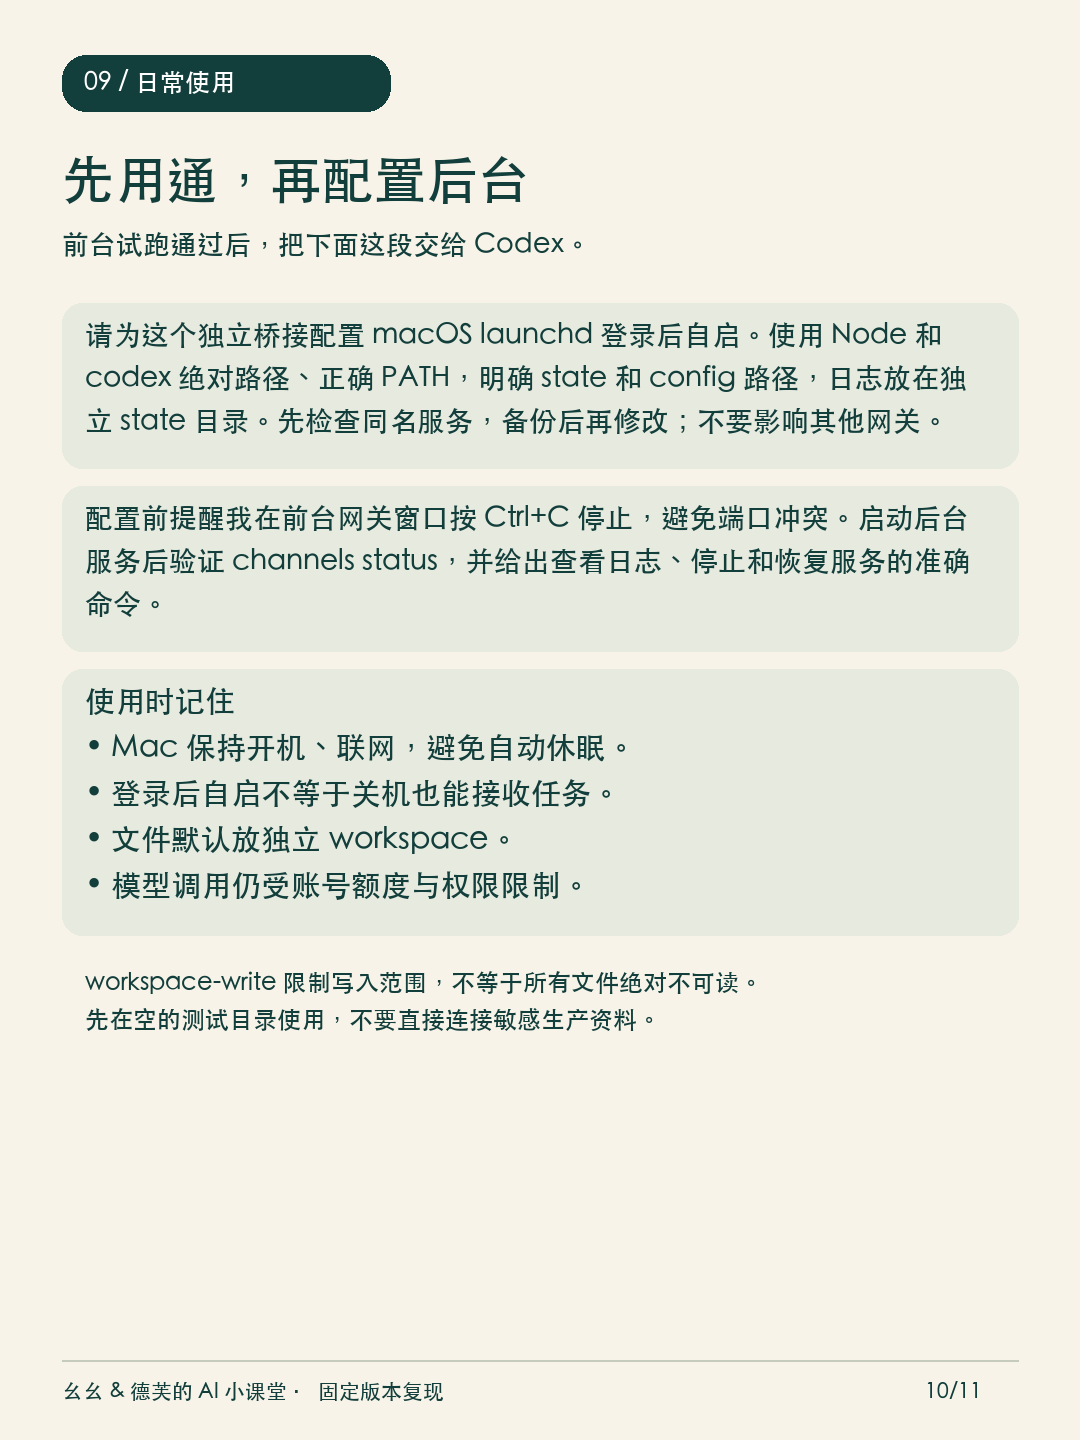 09 / 日常使用
先用通，再配置后台
前台试跑通过后，把下面这段交给 Codex。
请为这个独立桥接配置 macOS launchd 登录后自启。使用 Node 和
codex 绝对路径、正确 PATH，明确 state 和 config 路径，日志放在独
立 state 目录。先检查同名服务，备份后再修改；不要影响其他网关。
配置前提醒我在前台网关窗口按 Ctrl+C 停止，避免端口冲突。启动后台
服务后验证 channels status，并给出查看日志、停止和恢复服务的准确
命令。
使用时记住
• Mac 保持开机、联网，避免自动休眠。
• 登录后自启不等于关机也能接收任务。
• 文件默认放独立 workspace。
• 模型调用仍受账号额度与权限限制。
workspace-write 限制写入范围，不等于所有文件绝对不可读。
先在空的测试目录使用，不要直接连接敏感生产资料。
幺幺 & 德芙的 AI 小课堂 · 固定版本复现
10/11